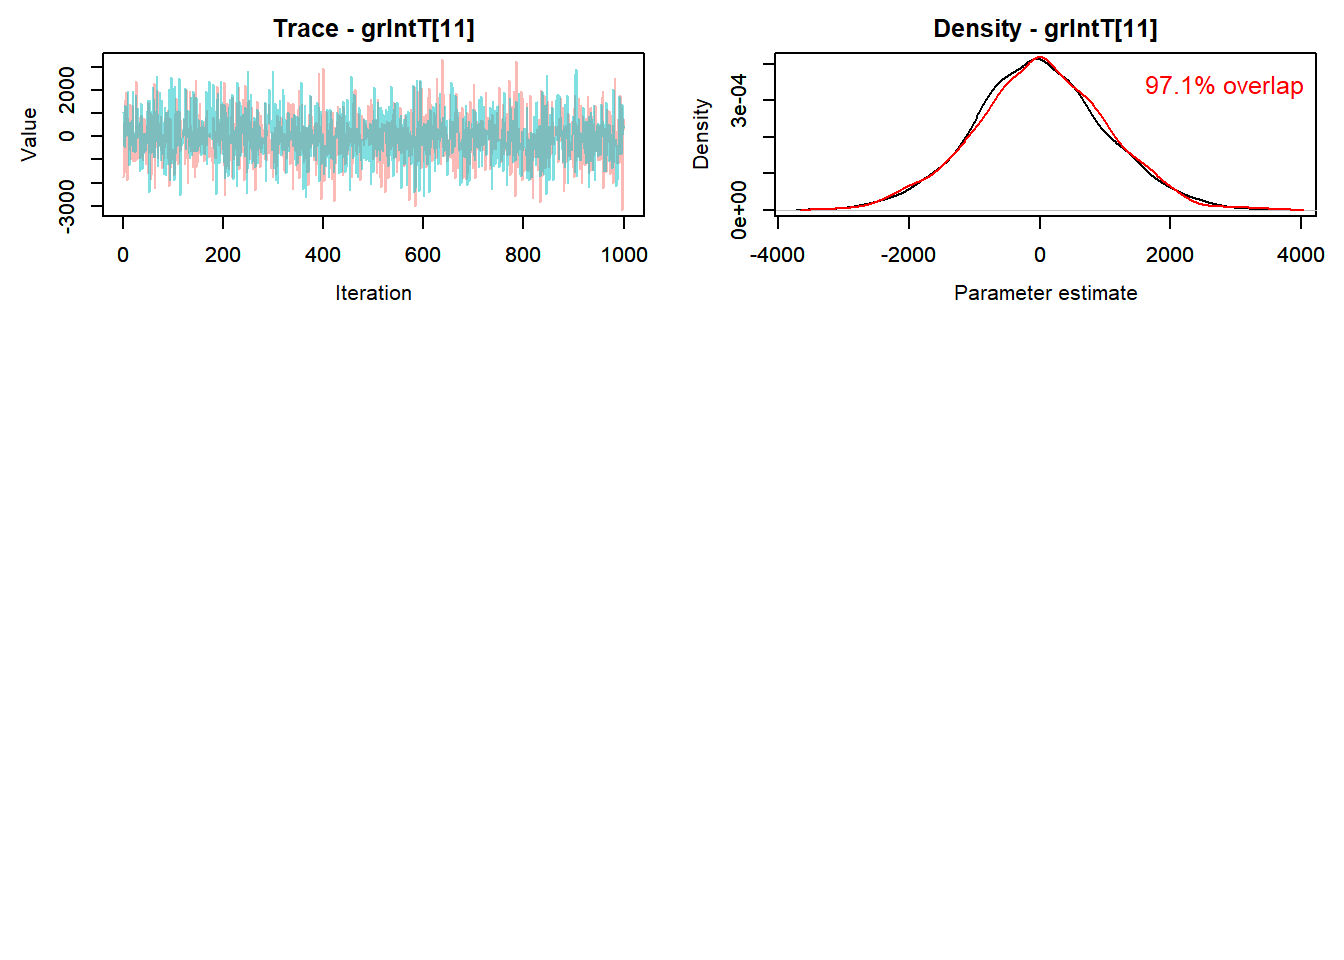 Trace - grIntT[11]
Value
2000
0
-3000
0
200
400
600
800
1000
Iteration
Density - grIntT[11]
97.1% overlap
Density
3e-04
0e+00
-4000
-2000
0
2000
4000
Parameter estimate